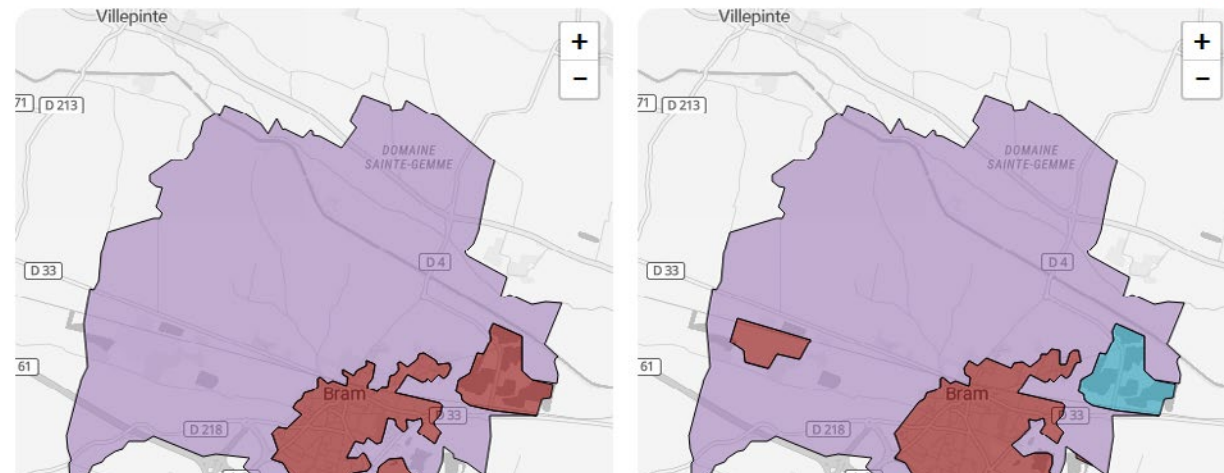 Villepinte
+
−
71
D 213
DOMAINE
SAINTE-GEMME
D 4
D 33
61
Bram
D 33
D 218
Villepinte
+
−
71
D 213
DOMAINE
SAINTE-GEMME
D 4
D 33
61
Bram
D 33
D 218